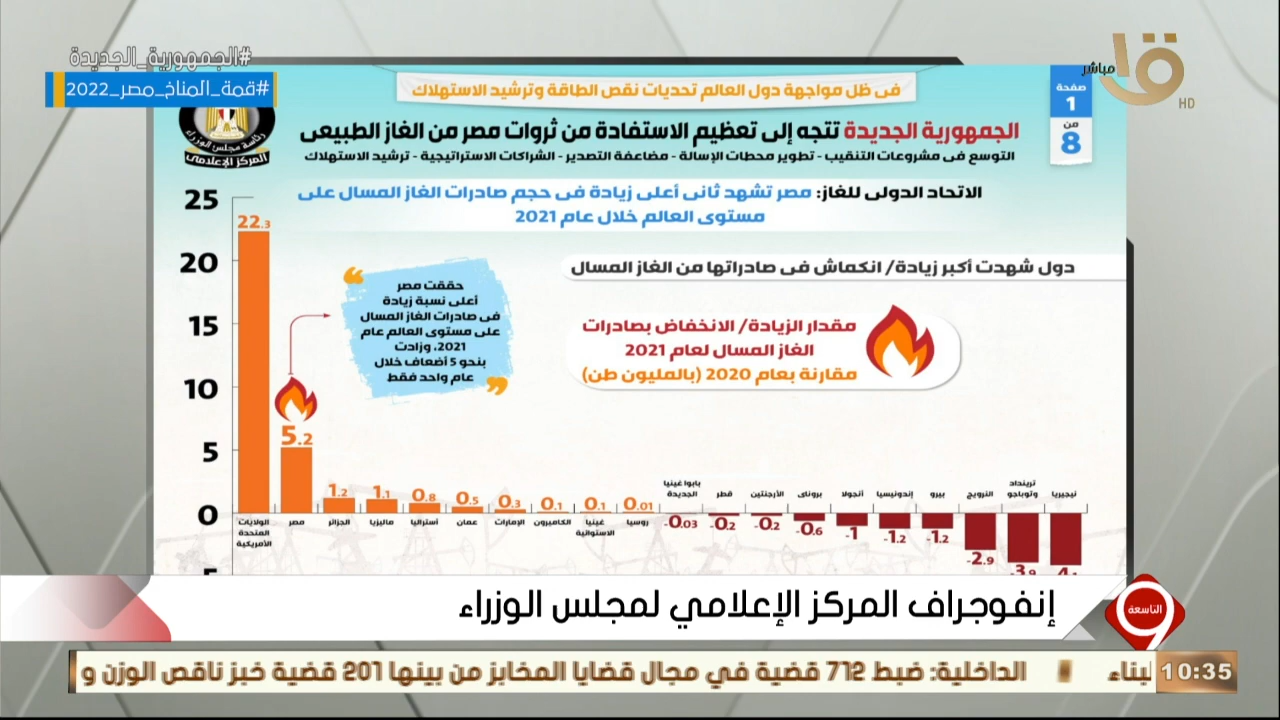 #الجمهورية_الجديدة
#قمة_المناخ_مصر_2022
مباشر
HD
صفحة
1
من
8
فى ظل مواجهة دول العالم تحديات نقص الطاقة وترشيد الاستهلاك
رئاسة مجلس الوزراء
المركز الإعلامي
الجمهورية الجديدة تتجه إلى تعظيم الاستفادة من ثروات مصر من الغاز الطبيعى
التوسع فى مشروعات التنقيب - تطوير محطات الإسالة - مضاعفة التصدير - الشراكات الاستراتيجية - ترشيد الاستهلاك
الاتحاد الدولى للغاز: مصر تشهد ثانى أعلى زيادة فى حجم صادرات الغاز المسال على
مستوى العالم خلال عام 2021
دول شهدت أكبر زيادة/ انكماش فى صادراتها من الغاز المسال
مقدار الزيادة/ الانخفاض بصادرات
الغاز المسال لعام 2021
مقارنة بعام 2020 (بالمليون طن)
حققت مصر
أعلى نسبة زيادة
فى صادرات الغاز المسال
على مستوى العالم عام
2021، وزادت
بنحو 5 أضعاف خلال
عام واحد فقط
25
20
15
10
5
0
22.3
5.2
1.2
1.1
0.8
0.5
0.3
0.1
0.1
0.01
الولايات
المتحدة
الأمريكية
مصر
الجزائر
ماليزيا
أستراليا
عمان
الإمارات
الكاميرون
غينيا
الاستوائية
روسيا
بابوا غينيا
الجديدة
قطر
الأرجنتين
بروناى
أنجولا
إندونيسيا
بيرو
النرويج
ترينداد
وتوباجو
نيجيريا
-0.03
-0.2
-0.2
-0.6
-1
-1.2
-1.2
-2.9
-3.9
إنفوجراف المركز الإعلامي لمجلس الوزراء
التاسعة
10:35
لبناء
الداخلية: ضبط 712 قضية في مجال قضايا المخابز من بينها 201 قضية خبز ناقص الوزن و